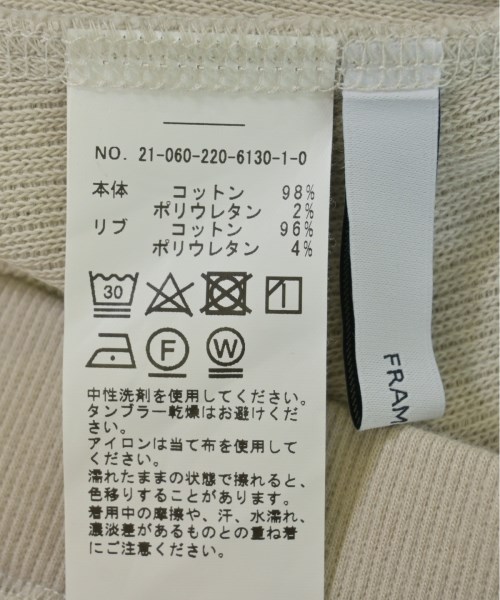 NO. 21-060-220-6130-1-0
本体 コットン 98%
ポリウレタン 2%
リブ コットン 96%
ポリウレタン 4%
30
F W
中性洗剤を使用してください。
タンブラー乾燥はお避けくだ
さい。
アイロンは当て布を使用して
ください。
濡れたままの状態で擦れると、
色移りすることがあります。
着用中の摩擦や、汗、水濡れ、
濃淡差があるものとの重ね着
にご注意ください。
FRAM